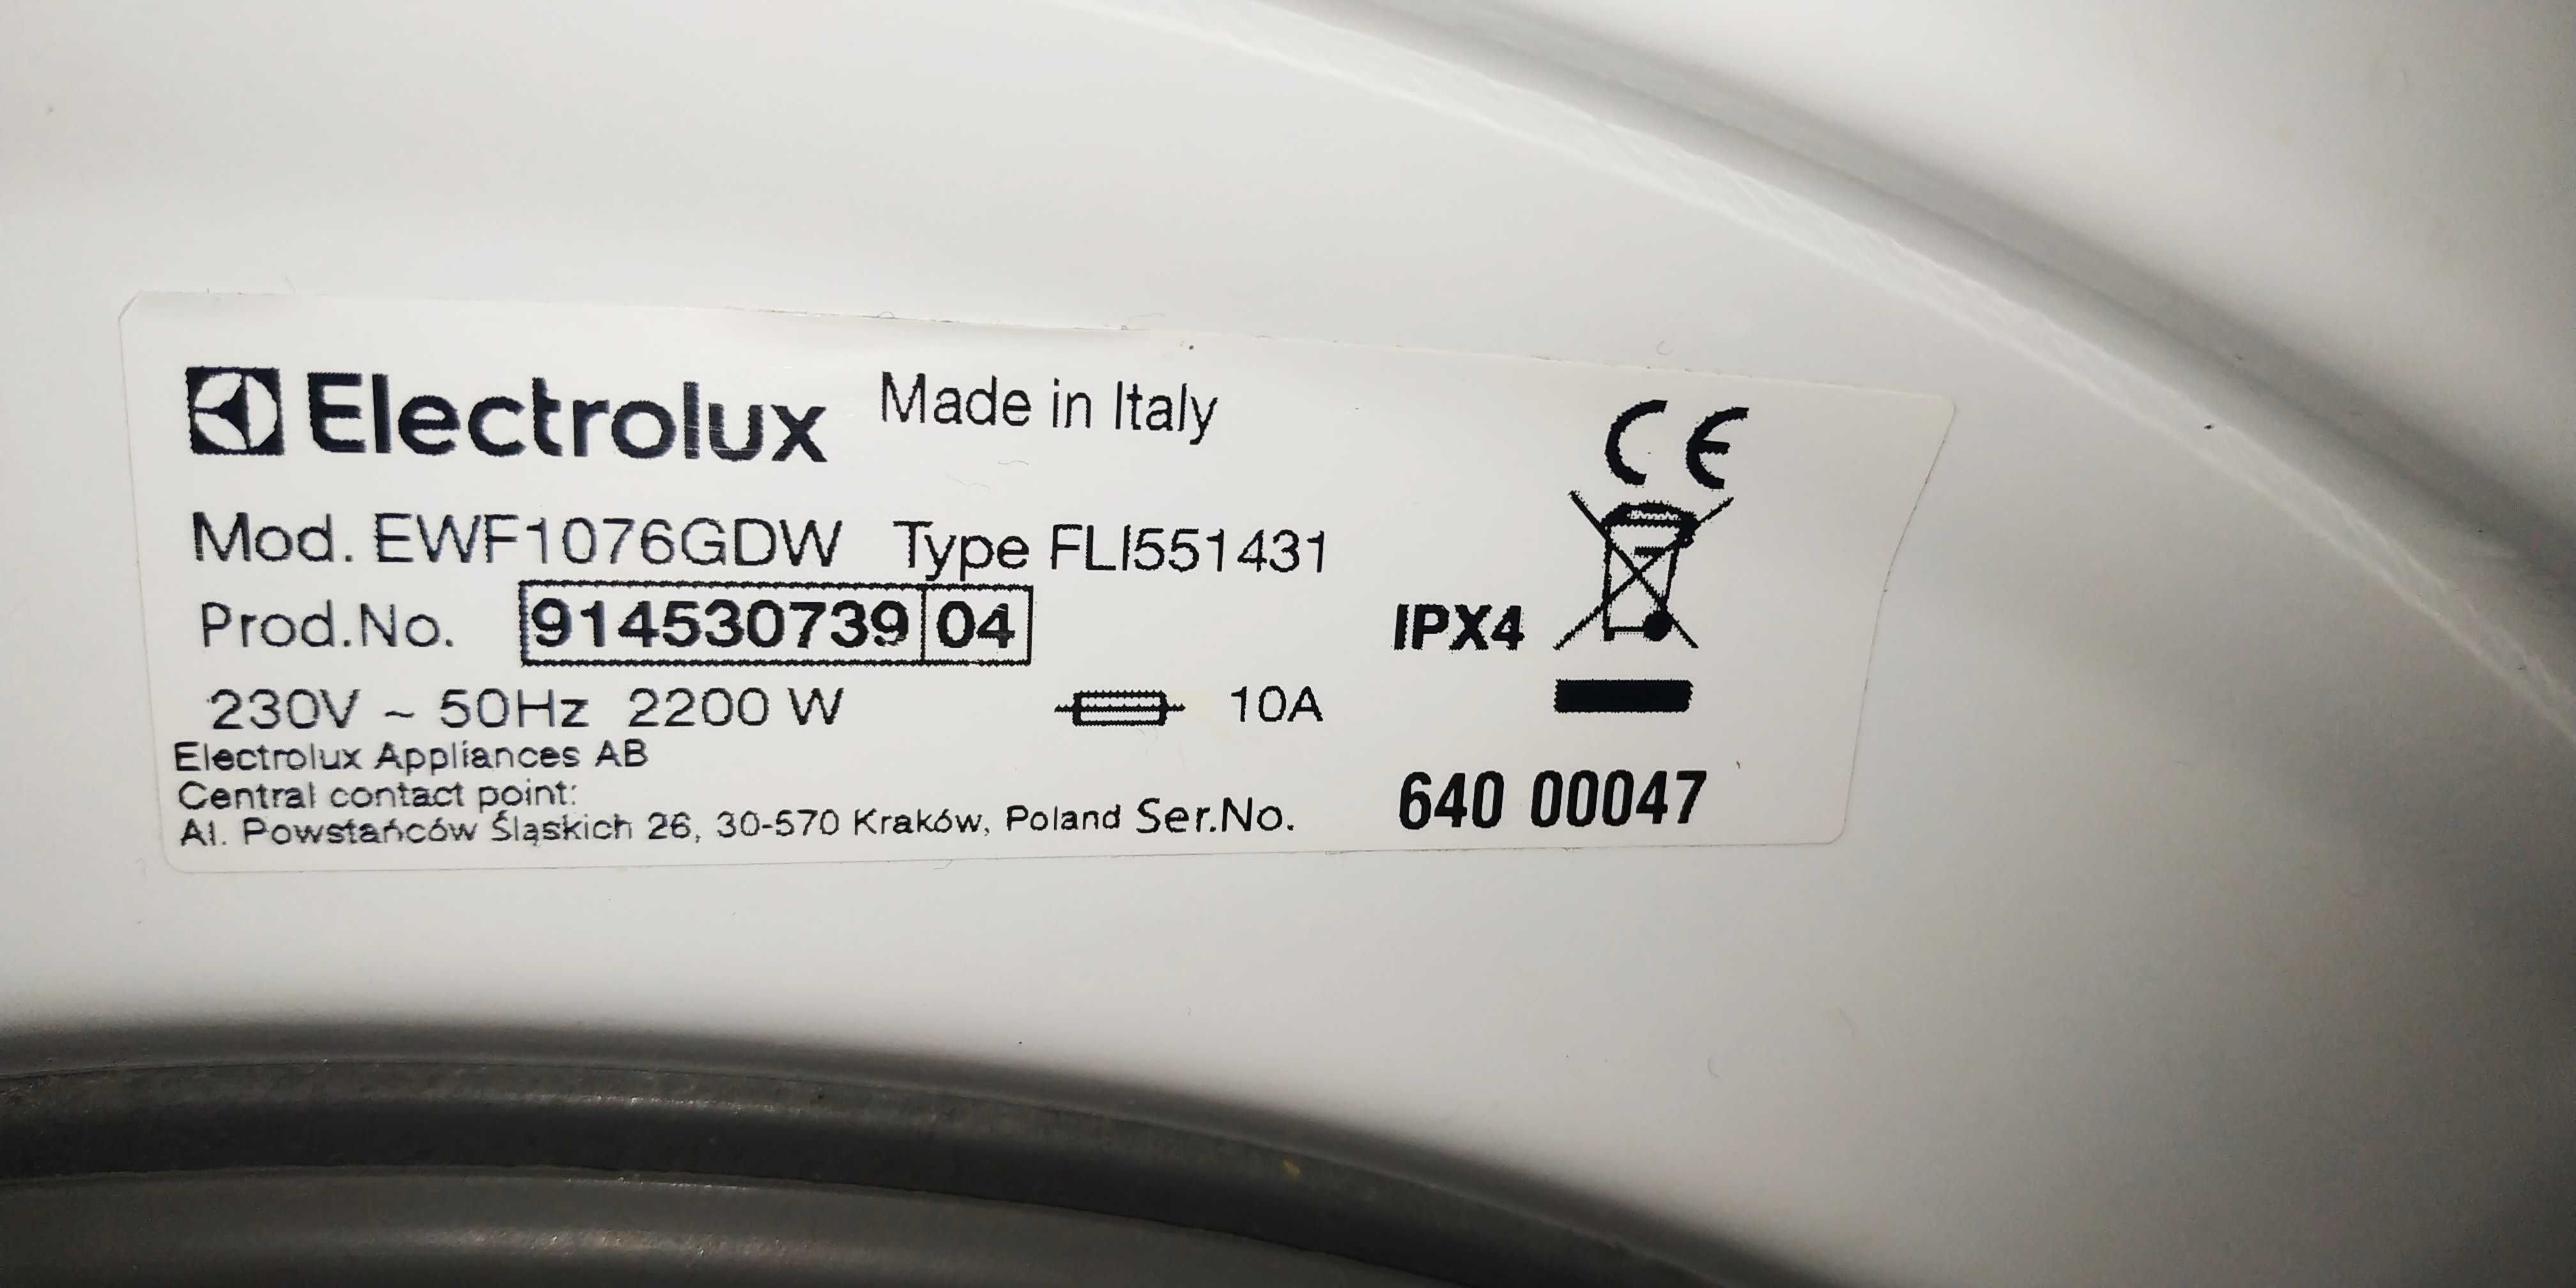 Electrolux Made in Italy
CE
Mod. EWF1076GDW Type FLI551431
Prod.No. 914530739 04
IPX4
230V ~ 50Hz 2200 W 10A
Electrolux Appliances AB
Central contact point:
Al. Powstańców Śląskich 26, 30-570 Kraków, Poland Ser.No. 640 00047